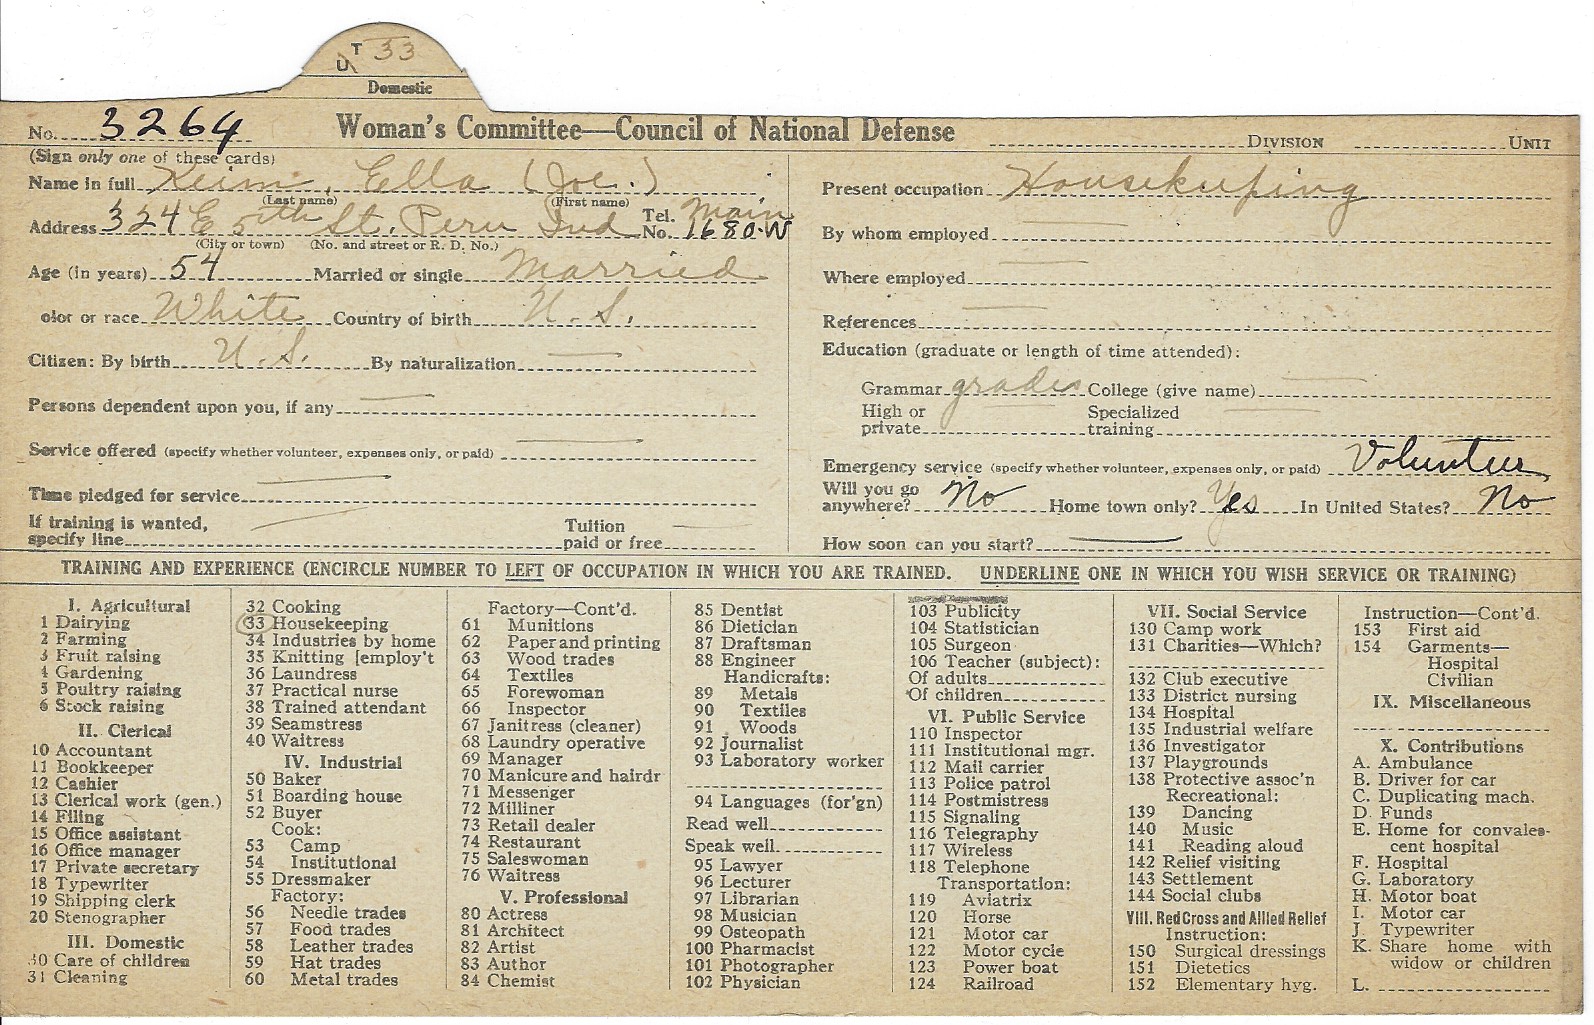 T 33
U
Domestic
No. 3264 Woman's Committee—Council of National Defense DIVISION UNIT
(Sign only one of these cards)
Name in full Keim, Ella (Joe.)
(Last name) (First name)
Address 324 E 5th St. Peru Ind Tel. No. Main 1680-W
(City or town) (No. and street or R. D. No.)
Age (in years) 54 Married or single Married
olor or race White Country of birth U. S.
Citizen: By birth U. S. By naturalization
Persons dependent upon you, if any
Service offered (specify whether volunteer, expenses only, or paid)
Time pledged for service
If training is wanted, specify line Tuition paid or free
Present occupation Housekeeping
By whom employed
Where employed
References
Education (graduate or length of time attended):
Grammar grades College (give name)
High or private Specialized training
Emergency service (specify whether volunteer, expenses only, or paid) Volunteer
Will you go anywhere? No Home town only? Yes In United States? No
How soon can you start?
TRAINING AND EXPERIENCE (ENCIRCLE NUMBER TO LEFT OF OCCUPATION IN WHICH YOU ARE TRAINED. UNDERLINE ONE IN WHICH YOU WISH SERVICE OR TRAINING)
I. Agricultural
1 Dairying
2 Farming
3 Fruit raising
4 Gardening
5 Poultry raising
6 Stock raising
II. Clerical
10 Accountant
11 Bookkeeper
12 Cashier
13 Clerical work (gen.)
14 Filing
15 Office assistant
16 Office manager
17 Private secretary
18 Typewriter
19 Shipping clerk
20 Stenographer
III. Domestic
30 Care of children
31 Cleaning
32 Cooking
33 Housekeeping
34 Industries by home
35 Knitting [employ't
36 Laundress
37 Practical nurse
38 Trained attendant
39 Seamstress
40 Waitress
IV. Industrial
50 Baker
51 Boarding house
52 Buyer
Cook:
53 Camp
54 Institutional
55 Dressmaker
Factory:
56 Needle trades
57 Food trades
58 Leather trades
59 Hat trades
60 Metal trades
Factory—Cont'd.
61 Munitions
62 Paper and printing
63 Wood trades
64 Textiles
65 Forewoman
66 Inspector
67 Janitress (cleaner)
68 Laundry operative
69 Manager
70 Manicure and hairdr
71 Messenger
72 Milliner
73 Retail dealer
74 Restaurant
75 Saleswoman
76 Waitress
V. Professional
80 Actress
81 Architect
82 Artist
83 Author
84 Chemist
85 Dentist
86 Dietician
87 Draftsman
88 Engineer
Handicrafts:
89 Metals
90 Textiles
91 Woods
92 Journalist
93 Laboratory worker
94 Languages (for'gn)
Read well
Speak well
95 Lawyer
96 Lecturer
97 Librarian
98 Musician
99 Osteopath
100 Pharmacist
101 Photographer
102 Physician
103 Publicity
104 Statistician
105 Surgeon
106 Teacher (subject):
Of adults
Of children
VI. Public Service
110 Inspector
111 Institutional mgr.
112 Mail carrier
113 Police patrol
114 Postmistress
115 Signaling
116 Telegraphy
117 Wireless
118 Telephone
Transportation:
119 Aviatrix
120 Horse
121 Motor car
122 Motor cycle
123 Power boat
124 Railroad
VII. Social Service
130 Camp work
131 Charities—Which?
132 Club executive
133 District nursing
134 Hospital
135 Industrial welfare
136 Investigator
137 Playgrounds
138 Protective assoc'n
Recreational:
139 Dancing
140 Music
141 Reading aloud
142 Relief visiting
143 Settlement
144 Social clubs
VIII. Red Cross and Allied Relief
Instruction:
150 Surgical dressings
151 Dietetics
152 Elementary hyg.
Instruction—Cont'd.
153 First aid
154 Garments—
Hospital
Civilian
IX. Miscellaneous
X. Contributions
A. Ambulance
B. Driver for car
C. Duplicating mach.
D. Funds
E. Home for convales-
cent hospital
F. Hospital
G. Laboratory
H. Motor boat
I. Motor car
J. Typewriter
K. Share home with
widow or children
L.